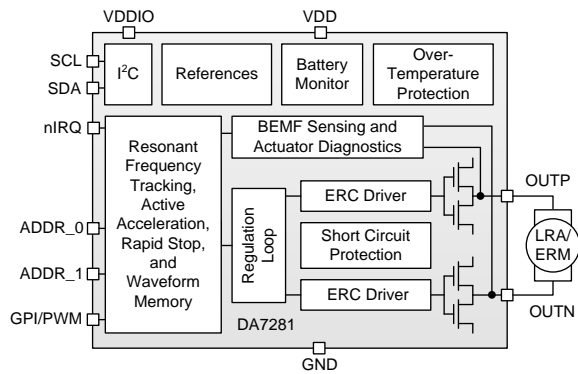 VDDIO
VDD
SCL
SDA
I²C
References
Battery
Monitor
Over-
Temperature
Protection
nIRQ
ADDR_0
ADDR_1
GPI/PWM
Resonant
Frequency
Tracking,
Active
Acceleration,
Rapid Stop,
and
Waveform
Memory
BEMF Sensing and
Actuator Diagnostics
Regulation
Loop
ERC Driver
Short Circuit
Protection
ERC Driver
DA7281
OUTP
LRA/
ERM
OUTN
GND